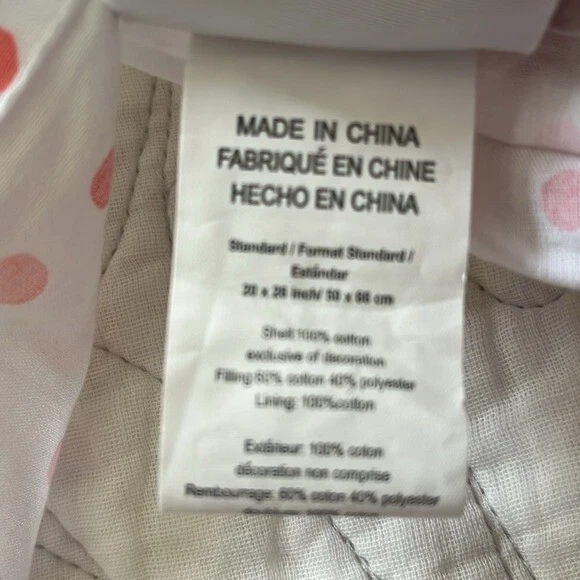 MADE IN CHINA
FABRIQUÉ EN CHINE
HECHO EN CHINA
Standard / Format Standard /
Estándar
20 x 26 inch/ 50 x 66 cm
Shell:100% cotton
exclusive of decoration
Filling 60% cotton 40% polyester
Lining: 100%cotton
Extérieur: 100% coton
décoration non comprise
Rembourrage: 60% coton 40% polyester